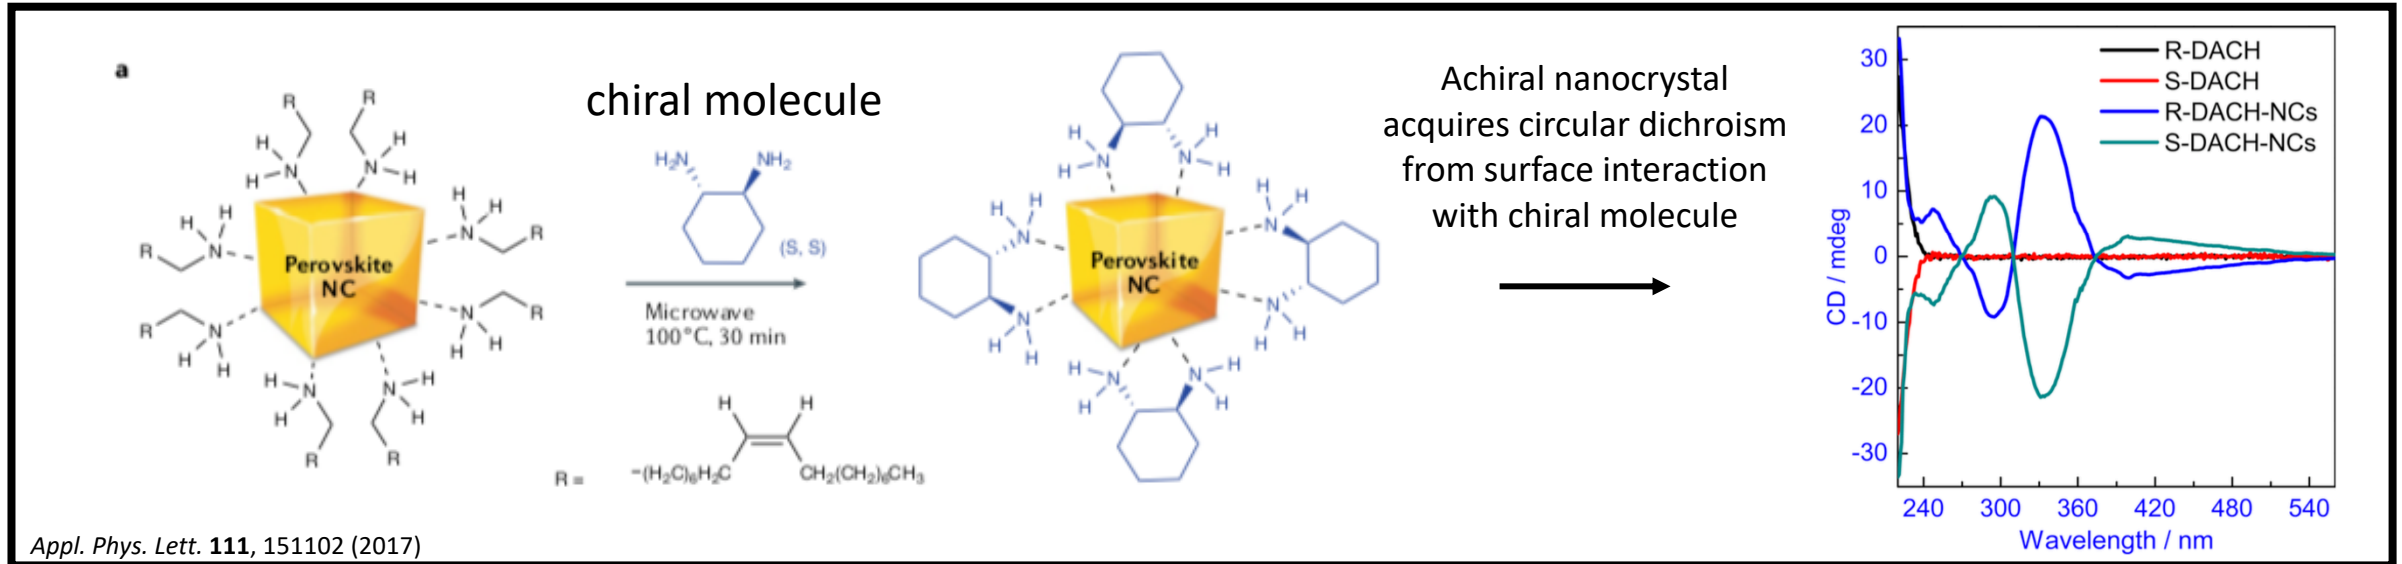 a
chiral molecule
Achiral nanocrystal
acquires circular dichroism
from surface interaction
with chiral molecule
R
R
H
H
N
H
N
H
H
H
N
R
H
H
N
R
Perovskite
NC
R
N
H
H
N
R
H
H
H
N
H
R
N
H
H
R
H₂N
NH₂
(S, S)
Microwave
100°C, 30 min
H
H
R =
-(H₂C)₆H₂C
CH₂(CH₂)₆CH₃
H
H
N
H
N
H
H
H
N
H
H
N
Perovskite
NC
N
H
H
N
H
H
H
N
H
N
H
H
R-DACH
S-DACH
R-DACH-NCs
S-DACH-NCs
CD / mdeg
30
20
10
0
-10
-20
-30
240 300 360 420 480 540
Wavelength / nm
Appl. Phys. Lett. 111, 151102 (2017)